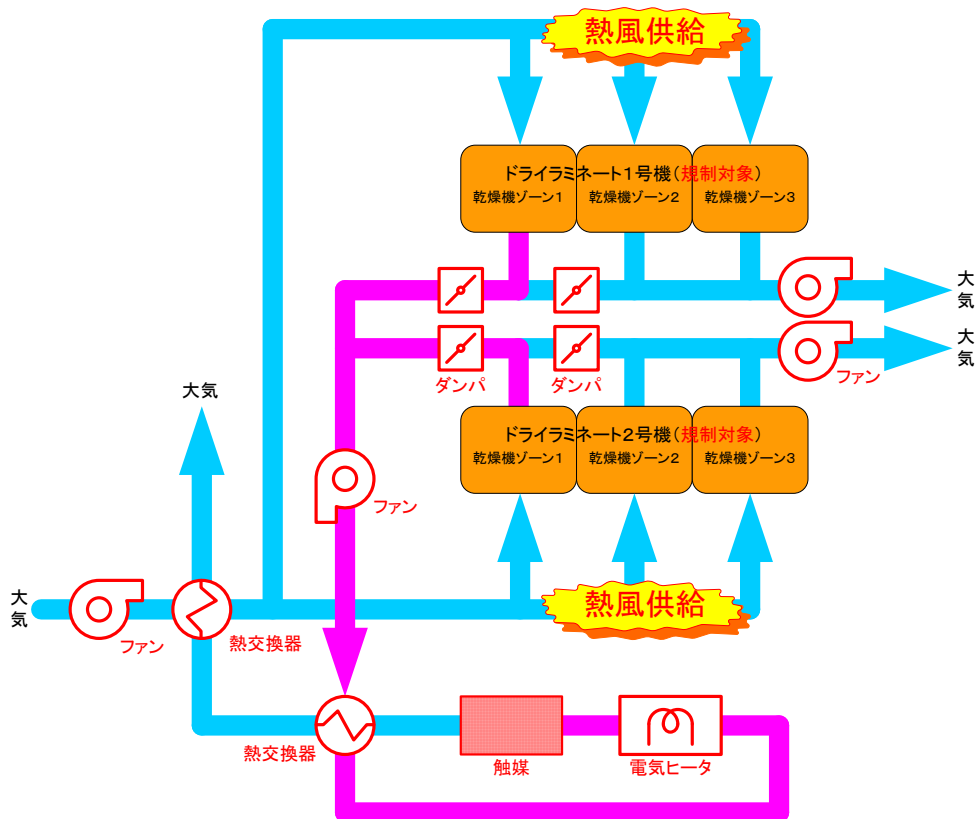 熱風供給
ドライラミネート1号機(規制対象)
乾燥機ゾーン1
乾燥機ゾーン2
乾燥機ゾーン3
大気
大気
ダンパ
ダンパ
ファン
大気
ドライラミネート2号機(規制対象)
乾燥機ゾーン1
乾燥機ゾーン2
乾燥機ゾーン3
ファン
大気
熱風供給
ファン
熱交換器
熱交換器
触媒
電気ヒータ